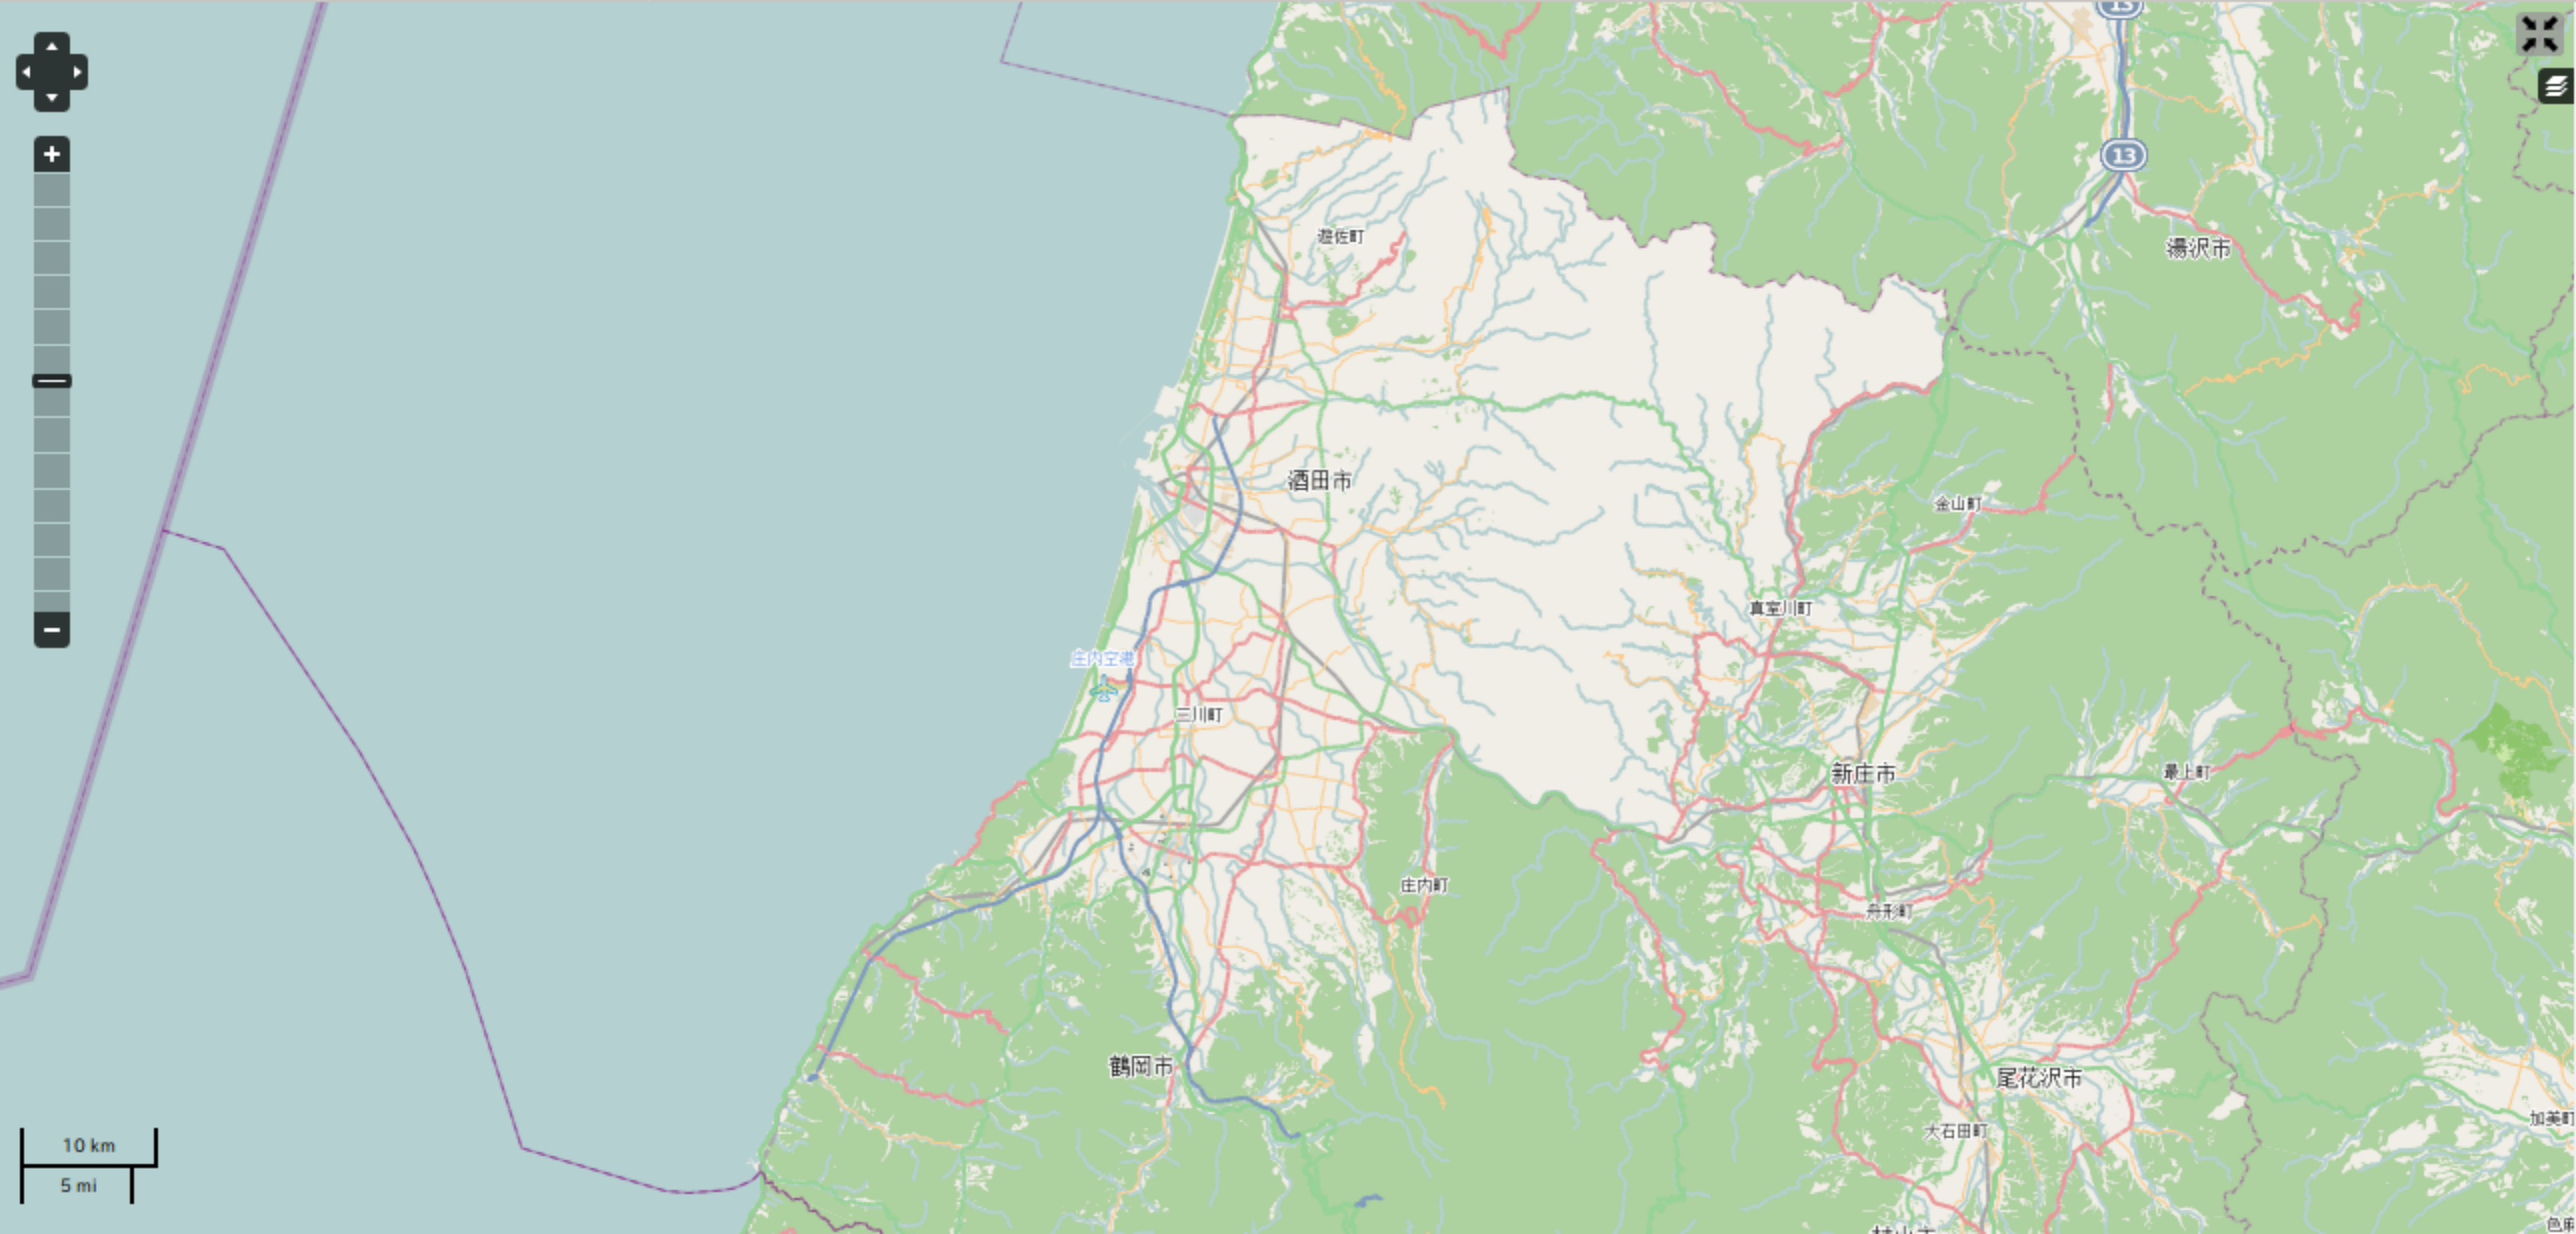 13
13
湯沢市
遊佐町
酒田市
金山町
真室川町
庄内空港
三川町
新庄市
最上町
庄内町
舟形町
鶴岡市
尾花沢市
加美町
大石田町
10 km
5 mi